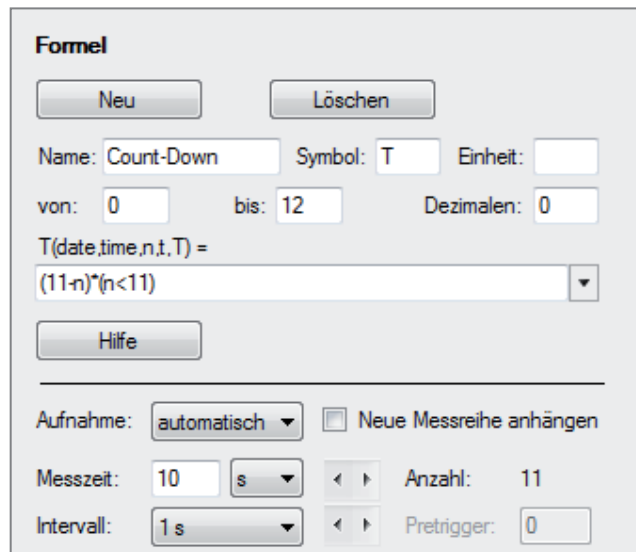 Formel
Neu Löschen
Name: Count-Down Symbol: T Einheit:
von: 0 bis: 12 Dezimalen: 0
T(date,time,n,t,T) =
(11-n)*(n<11)
Hilfe
Aufnahme: automatisch Neue Messreihe anhängen
Messzeit: 10 s Anzahl: 11
Intervall: 1 s Pretrigger: 0